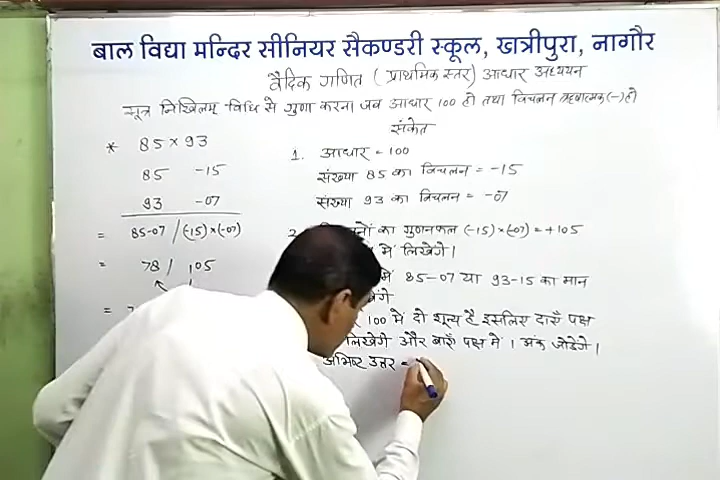 बाल विद्या मन्दिर सीनियर सैकण्डरी स्कूल, खत्रीपुरा, नागौर
वैदिक गणित ( प्राथमिक स्तर) आधार अध्ययन
सूत्र निखिलम् विधि से गुणा करना जब आधार 100 हो तथा विचलन ऋणात्मक (-) हो
संकेत
* 85 × 93
85 -15
93 -07
= 85-07 / (-15) × (-07)
= 78 / 105
=
1. आधार = 100
संख्या 85 का विचलन = -15
संख्या 93 का विचलन = -07
2. का गुणनफल (-15) × (-07) = +105
में लिखेंगे।
में 85-07 या 93-15 का मान
100 में दो शून्य है इसलिए दाएँ पक्ष
लिखेंगे और बाएँ पक्ष में 1 अंक जोड़ेंगे।
उत्तर =